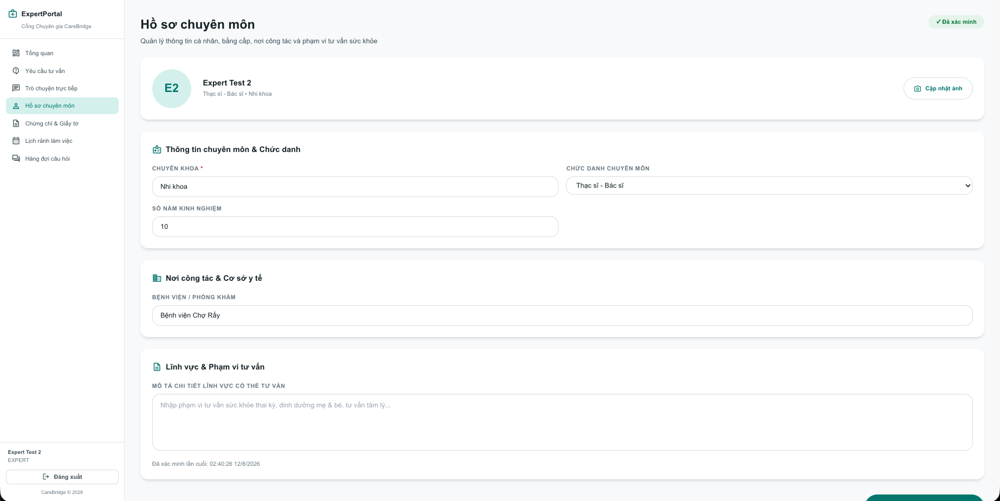 ExpertPortal
Cổng Chuyên gia CareBridge
Tổng quan
Yêu cầu tư vấn
Trò chuyện trực tiếp
Hồ sơ chuyên môn
Chứng chỉ & Giấy tờ
Lịch rảnh làm việc
Hàng đợi câu hỏi
Expert Test 2
EXPERT
Đăng xuất
CareBridge © 2026
Hồ sơ chuyên môn
✓ Đã xác minh
Quản lý thông tin cá nhân, bằng cấp, nơi công tác và phạm vi tư vấn sức khỏe
E2
Expert Test 2
Thạc sĩ - Bác sĩ • Nhi khoa
Cập nhật ảnh
Thông tin chuyên môn & Chức danh
CHUYÊN KHOA *
Nhi khoa
CHỨC DANH CHUYÊN MÔN
Thạc sĩ - Bác sĩ
SỐ NĂM KINH NGHIỆM
10
Nơi công tác & Cơ sở y tế
BỆNH VIỆN / PHÒNG KHÁM
Bệnh viện Chợ Rẫy
Lĩnh vực & Phạm vi tư vấn
MÔ TẢ CHI TIẾT LĨNH VỰC CÓ THỂ TƯ VẤN
Nhập phạm vi tư vấn sức khỏe thai kỳ, dinh dưỡng mẹ & bé, tư vấn tâm lý...
Đã xác minh lần cuối: 02:40:26 12/8/2026